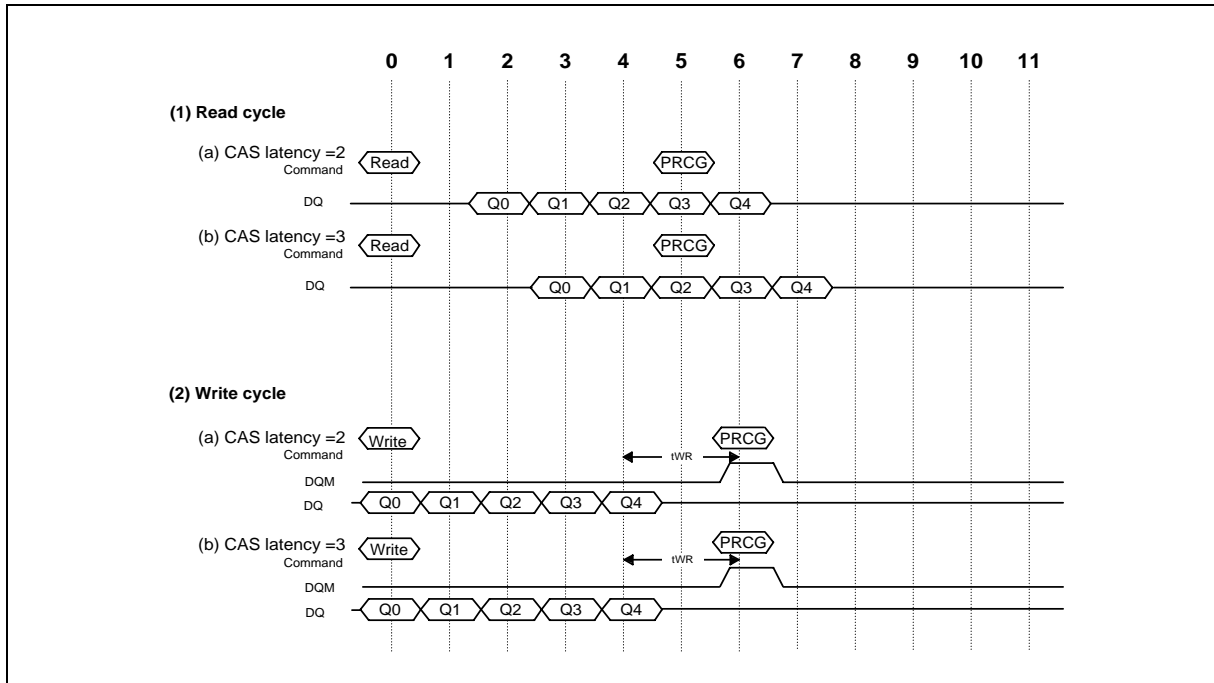 0 1 2 3 4 5 6 7 8 9 10 11
(1) Read cycle
(a) CAS latency =2
Command
Read PRCG
DQ Q0 Q1 Q2 Q3 Q4
(b) CAS latency =3
Command
Read PRCG
DQ Q0 Q1 Q2 Q3 Q4
(2) Write cycle
(a) CAS latency =2
Command
Write PRCG
tWR
DQM
DQ Q0 Q1 Q2 Q3 Q4
(b) CAS latency =3
Command
Write PRCG
tWR
DQM
DQ Q0 Q1 Q2 Q3 Q4